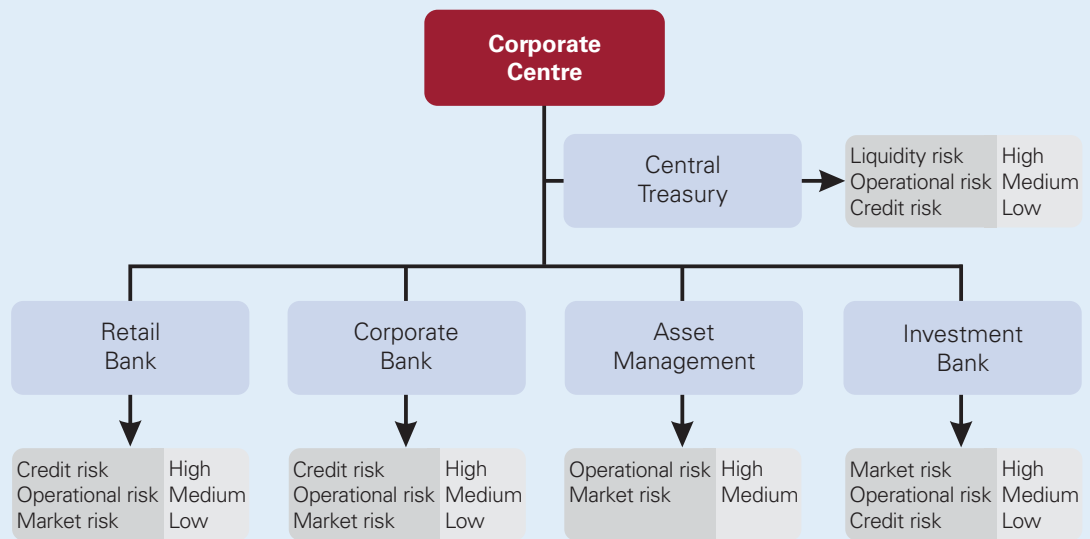 Corporate
Centre
Central
Treasury
Liquidity risk High
Operational risk Medium
Credit risk Low
Retail
Bank
Corporate
Bank
Asset
Management
Investment
Bank
Credit risk High
Operational risk Medium
Market risk Low
Credit risk High
Operational risk Medium
Market risk Low
Operational risk High
Market risk Medium
Market risk High
Operational risk Medium
Credit risk Low